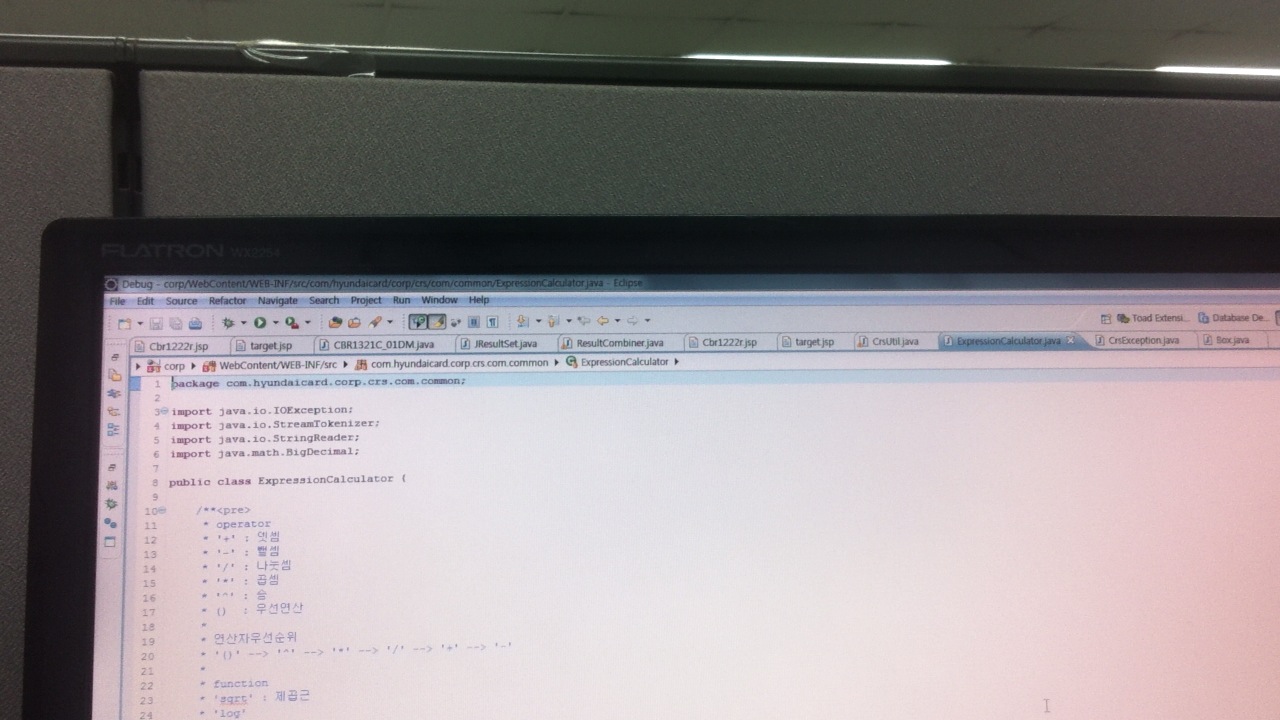 FLATRON WX2254
Debug - corp/WebContent/WEB-INF/src/com/hyundaicard/corp/crs/com/common/ExpressionCalculator.java - Eclipse
File Edit Source Refactor Navigate Search Project Run Window Help
Toad Extensi... Database De...
Cbr1222r.jsp target.jsp CBR1321C_01DM.java JResultSet.java ResultCombiner.java Cbr1222r.jsp target.jsp CrsUtil.java ExpressionCalculator.java CrsException.java Box.java
corp WebContent/WEB-INF/src com.hyundaicard.corp.crs.com.common ExpressionCalculator
1 package com.hyundaicard.corp.crs.com.common;
2
3 import java.io.IOException;
4 import java.io.StreamTokenizer;
5 import java.io.StringReader;
6 import java.math.BigDecimal;
7
8 public class ExpressionCalculator {
9
10 /**<pre>
11 * operator
12 * '+' : 덧셈
13 * '-' : 뺄셈
14 * '/' : 나눗셈
15 * '*' : 곱셈
16 * '^' : 승
17 * () : 우선연산
18 *
19 * 연산자우선순위
20 * '()' --> '^' --> '*' --> '/' --> '+' --> '-'
21 *
22 * function
23 * 'sqrt' : 제곱근
24 * 'log'